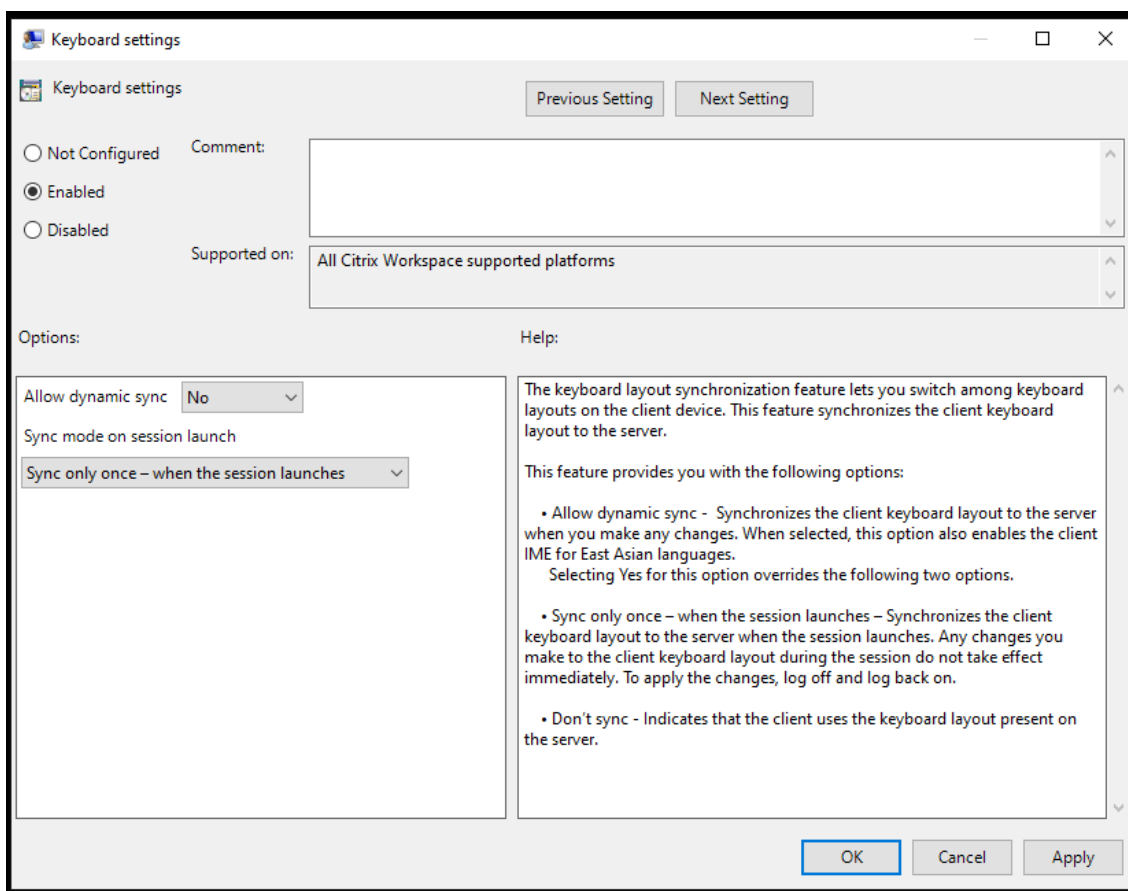 Keyboard settings
Keyboard settings
Previous Setting
Next Setting
Not Configured
Comment:
Enabled
Disabled
Supported on:
All Citrix Workspace supported platforms
Options:
Help:
Allow dynamic sync
No
Sync mode on session launch
Sync only once – when the session launches
The keyboard layout synchronization feature lets you switch among keyboard
layouts on the client device. This feature synchronizes the client keyboard
layout to the server.
This feature provides you with the following options:
• Allow dynamic sync - Synchronizes the client keyboard layout to the server
when you make any changes. When selected, this option also enables the client
IME for East Asian languages.
Selecting Yes for this option overrides the following two options.
• Sync only once – when the session launches – Synchronizes the client
keyboard layout to the server when the session launches. Any changes you
make to the client keyboard layout during the session do not take effect
immediately. To apply the changes, log off and log back on.
• Don't sync - Indicates that the client uses the keyboard layout present on
the server.
OK
Cancel
Apply